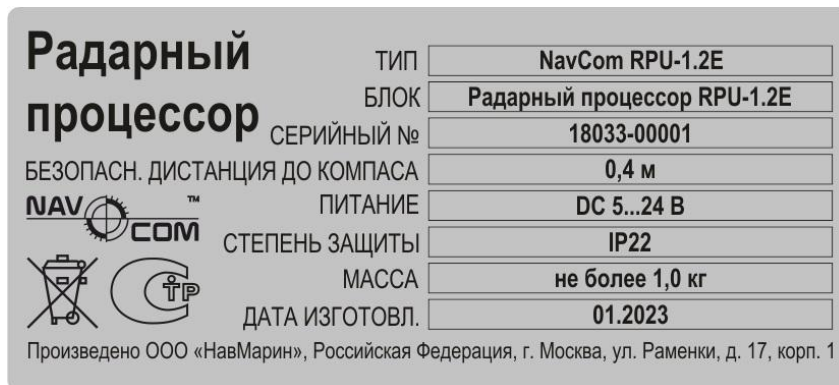 Радарный
процессор
ТИП NavCom RPU-1.2E
БЛОК Радарный процессор RPU-1.2E
СЕРИЙНЫЙ № 18033-00001
БЕЗОПАСН. ДИСТАНЦИЯ ДО КОМПАСА 0,4 м
ПИТАНИЕ DC 5...24 В
СТЕПЕНЬ ЗАЩИТЫ IP22
МАССА не более 1,0 кг
ДАТА ИЗГОТОВЛ. 01.2023
NAV COM ™
СТР
Произведено ООО «НавМарин», Российская Федерация, г. Москва, ул. Раменки, д. 17, корп. 1